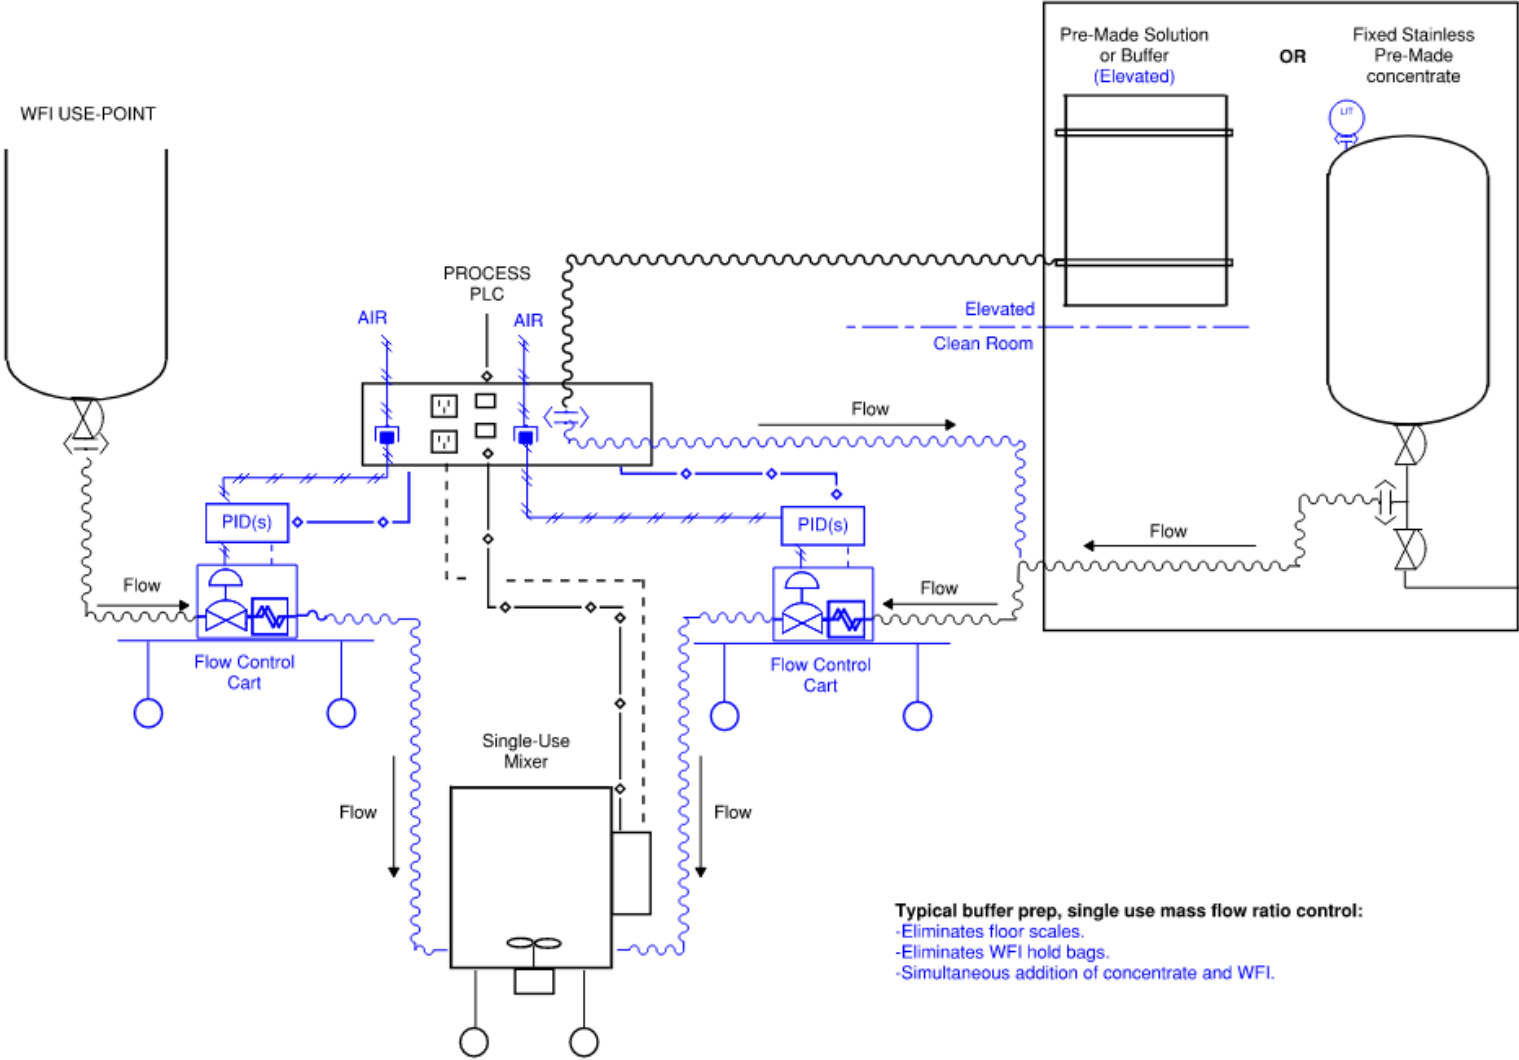 Pre-Made Solution
or Buffer
(Elevated)
OR
Fixed Stainless
Pre-Made
concentrate
LIT
WFI USE-POINT
PROCESS
PLC
AIR
AIR
Elevated
Clean Room
Flow
PID(s)
PID(s)
Flow
Flow
Flow
Flow Control
Cart
Flow Control
Cart
Single-Use
Mixer
Flow
Flow
Typical buffer prep, single use mass flow ratio control:
-Eliminates floor scales.
-Eliminates WFI hold bags.
-Simultaneous addition of concentrate and WFI.